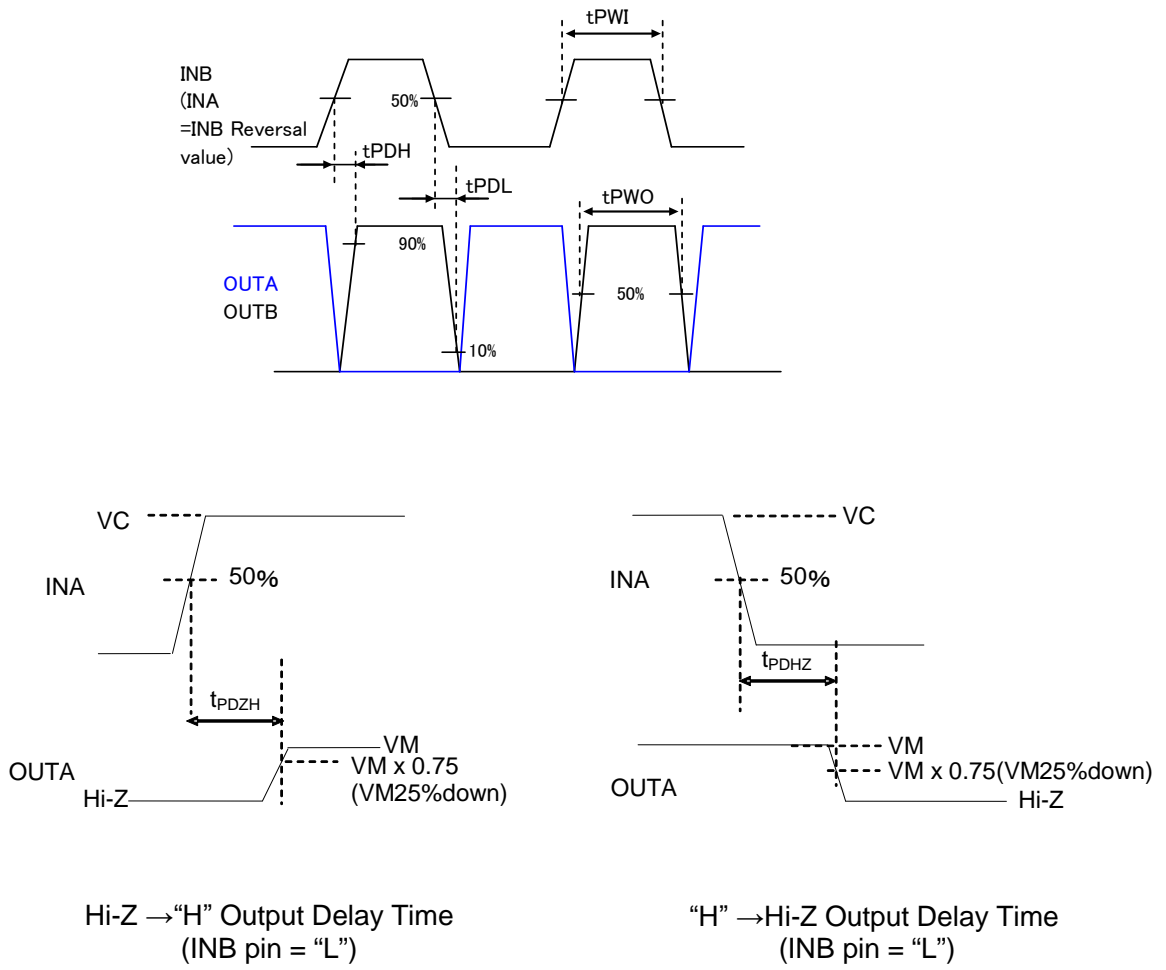 tPWI
INB
(INA
=INB Reversal
value)
50%
tPDH
tPDL
tPWO
90%
OUTA
OUTB
50%
10%
VC
INA
50%
tPDZH
OUTA
VM
VM x 0.75
(VM25%down)
Hi-Z
Hi-Z →“H” Output Delay Time
(INB pin = “L”)
VC
INA
50%
tPDHZ
VM
VM x 0.75(VM25%down)
OUTA
Hi-Z
“H” →Hi-Z Output Delay Time
(INB pin = “L”)